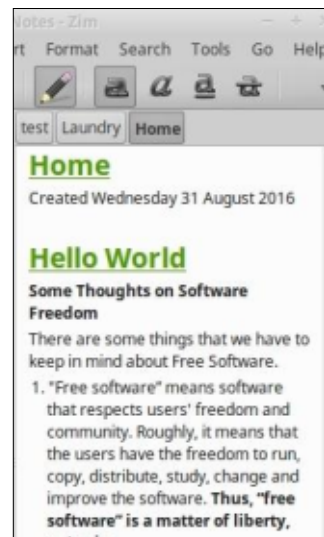 Notes - Zim
rt Format Search Tools Go Help
a a a a
test Laundry Home
Home
Created Wednesday 31 August 2016
Hello World
Some Thoughts on Software
Freedom
There are some things that we have to
keep in mind about Free Software.
1. "Free software" means software
that respects users' freedom and
community. Roughly, it means that
the users have the freedom to run,
copy, distribute, study, change and
improve the software. Thus, "free
software" is a matter of liberty,